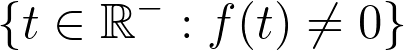 {t ∈ ℝ⁻ : f(t) ≠ 0}